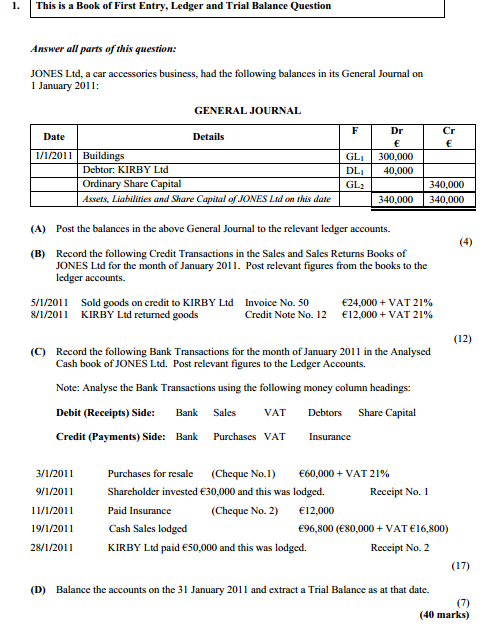 1. This is a Book of First Entry, Ledger and Trial Balance Question
Answer all parts of this question:
JONES Ltd, a car accessories business, had the following balances in its General Journal on
1 January 2011:
GENERAL JOURNAL
Date Details F Dr € Cr €
1/1/2011 Buildings GL1 300,000
Debtor: KIRBY Ltd DL1 40,000
Ordinary Share Capital GL2 340,000
Assets, Liabilities and Share Capital of JONES Ltd on this date 340,000 340,000
(A) Post the balances in the above General Journal to the relevant ledger accounts.
(4)
(B) Record the following Credit Transactions in the Sales and Sales Returns Books of
JONES Ltd for the month of January 2011. Post relevant figures from the books to the
ledger accounts.
5/1/2011 Sold goods on credit to KIRBY Ltd Invoice No. 50 €24,000 + VAT 21%
8/1/2011 KIRBY Ltd returned goods Credit Note No. 12 €12,000 + VAT 21%
(12)
(C) Record the following Bank Transactions for the month of January 2011 in the Analysed
Cash book of JONES Ltd. Post relevant figures to the Ledger Accounts.
Note: Analyse the Bank Transactions using the following money column headings:
Debit (Receipts) Side: Bank Sales VAT Debtors Share Capital
Credit (Payments) Side: Bank Purchases VAT Insurance
3/1/2011 Purchases for resale (Cheque No.1) €60,000 + VAT 21%
9/1/2011 Shareholder invested €30,000 and this was lodged. Receipt No. 1
11/1/2011 Paid Insurance (Cheque No. 2) €12,000
19/1/2011 Cash Sales lodged €96,800 (€80,000 + VAT €16,800)
28/1/2011 KIRBY Ltd paid €50,000 and this was lodged. Receipt No. 2
(17)
(D) Balance the accounts on the 31 January 2011 and extract a Trial Balance as at that date.
(7)
(40 marks)